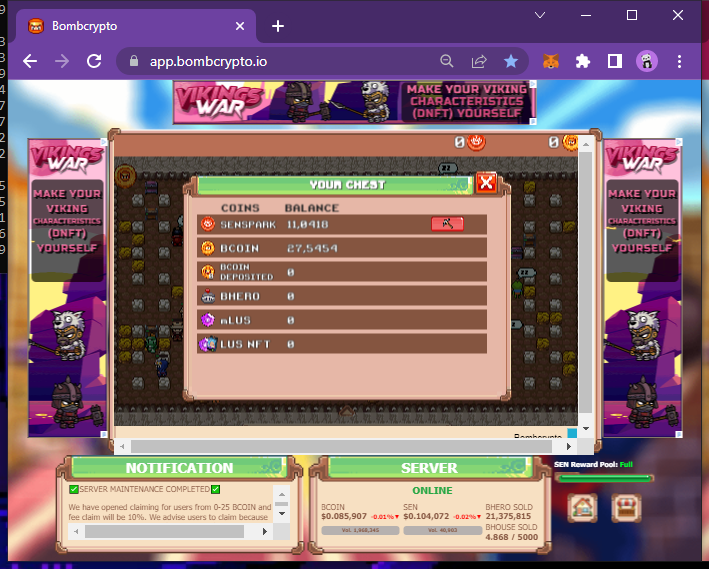 Bombcrypto
app.bombcrypto.io
VIKINGS WAR
MAKE YOUR VIKING
CHARACTERISTICS
(DNFT) YOURSELF
0
0
VIKINGS WAR
MAKE YOUR
VIKING
CHARACTERISTICS
(DNFT)
YOURSELF
YOUR CHEST
COINS BALANCE
SENSPARK 11,0418
BCOIN 27,5454
BCOIN DEPOSITED 0
BHERO 0
mLUS 0
LUS NFT 0
VIKINGS WAR
MAKE YOUR
VIKING
CHARACTERISTICS
(DNFT)
YOURSELF
Bombcrypto
NOTIFICATION
✅SERVER MAINTENANCE COMPLETED✅
We have opened claiming for users from 0-25 BCOIN and
fee claim will be 10%. We advise users to claim because
SERVER
ONLINE
BCOIN SEN BHERO SOLD
$0.085,907 -0.01%▼ $0.104,072 -0.02%▼ 21,375,815
BHOUSE SOLD
4.868 / 5000
SEN Reward Pool: Full